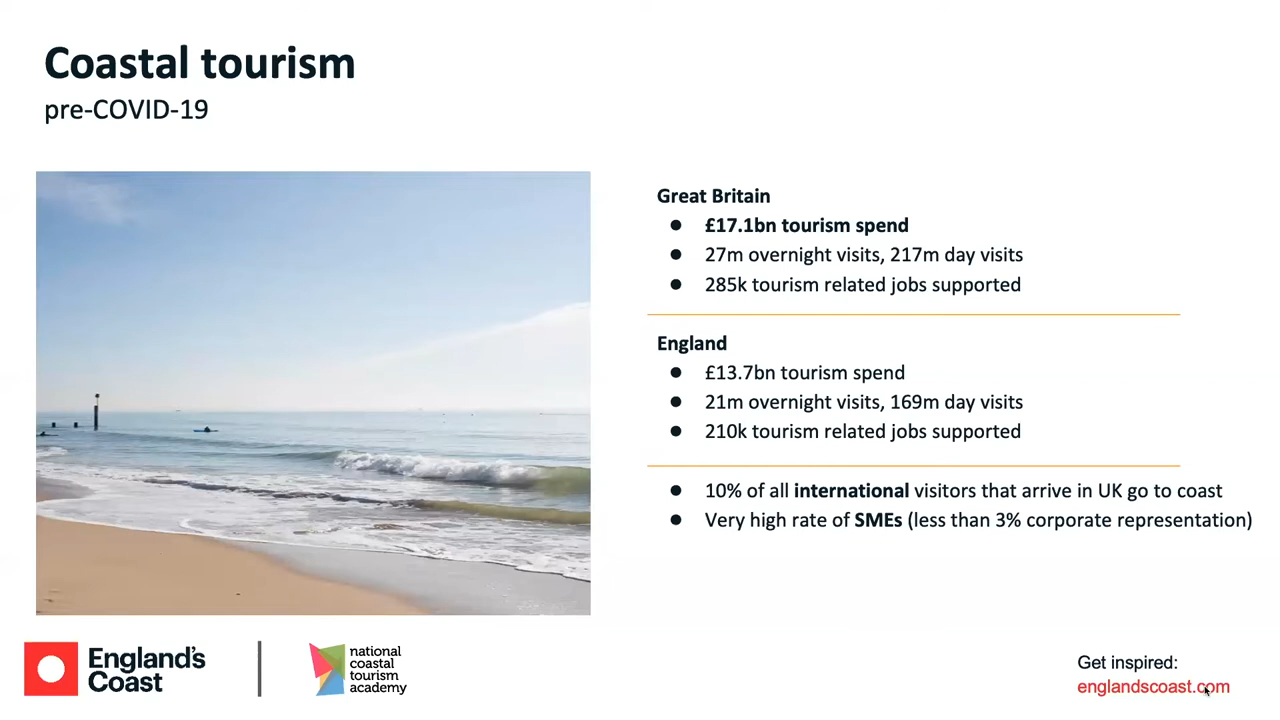 Coastal tourism
pre-COVID-19
Great Britain
● £17.1bn tourism spend
● 27m overnight visits, 217m day visits
● 285k tourism related jobs supported
England
● £13.7bn tourism spend
● 21m overnight visits, 169m day visits
● 210k tourism related jobs supported
● 10% of all international visitors that arrive in UK go to coast
● Very high rate of SMEs (less than 3% corporate representation)
England's
Coast
national
coastal
tourism
academy
Get inspired:
englandscoast.com